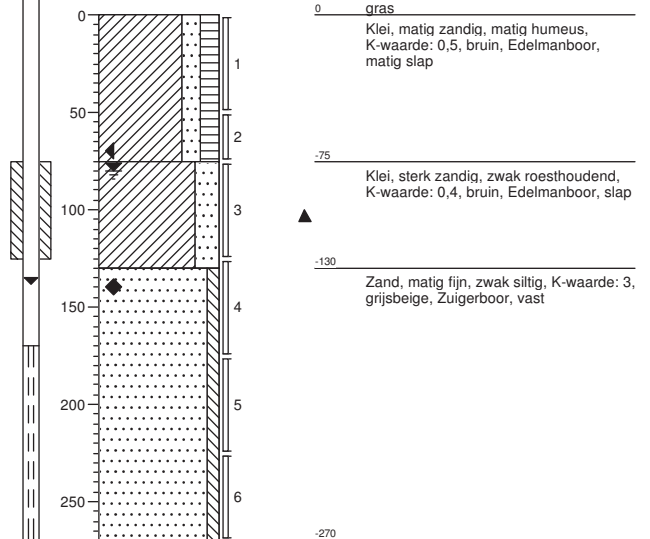 0
50
100
150
200
250
1
2
3
4
5
6
0
gras
Klei, matig zandig, matig humeus,
K-waarde: 0,5, bruin, Edelmanboor,
matig slap
-75
Klei, sterk zandig, zwak roesthoudend,
K-waarde: 0,4, bruin, Edelmanboor, slap
-130
Zand, matig fijn, zwak siltig, K-waarde: 3,
grijsbeige, Zuigerboor, vast
-270